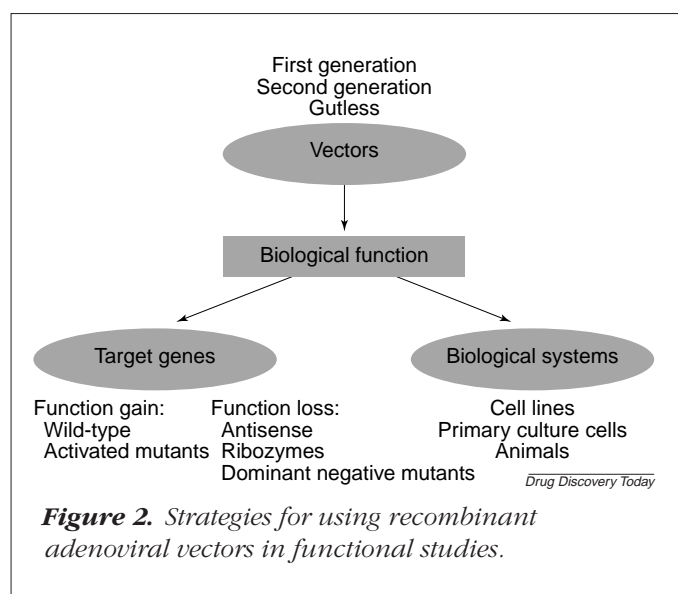 First generation
Second generation
Gutless
Vectors
Biological function
Target genes
Biological systems
Function gain:
Wild-type
Activated mutants
Function loss:
Antisense
Ribozymes
Dominant negative mutants
Cell lines
Primary culture cells
Animals
Drug Discovery Today
Figure 2. Strategies for using recombinant
adenoviral vectors in functional studies.